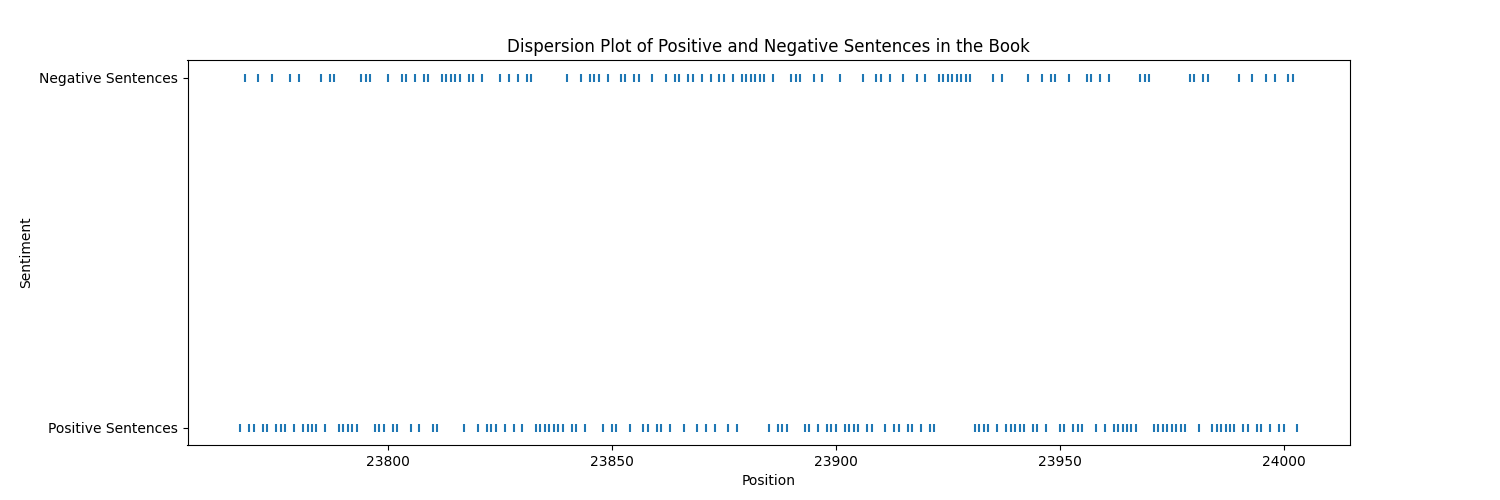 Dispersion Plot of Positive and Negative Sentences in the Book
Negative Sentences
Sentiment
Positive Sentences
23800 23850 23900 23950 24000
Position